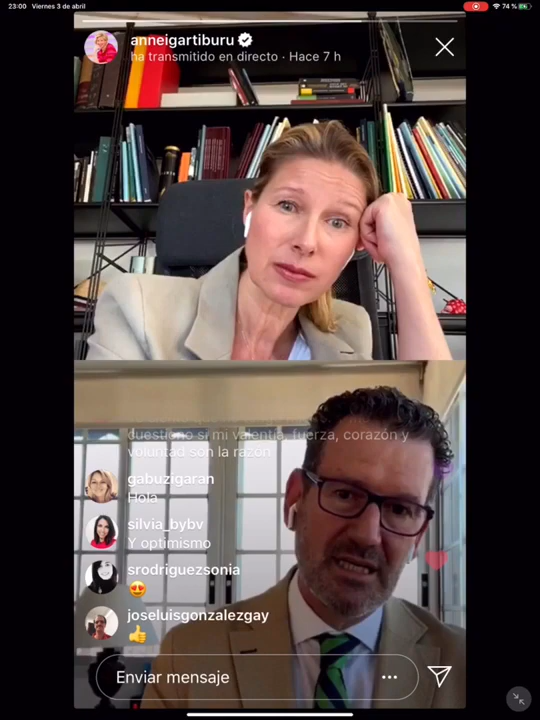 23:00 Viernes 3 de abril
74 %
anneigartiburu
ha transmitido en directo · Hace 7 h
cuestiono si mi valentía, fuerza, corazón y
voluntad son la razón
gabuzigaran
Hola
silvia_bybv
Y optimismo
srodriguezsonia
😍
joseluisgonzalezgay
👍
Enviar mensaje